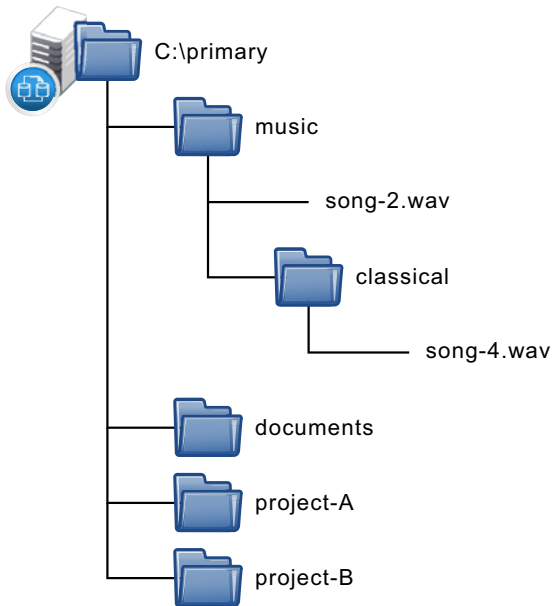 C:\primary
music
song-2.wav
classical
song-4.wav
documents
project-A
project-B